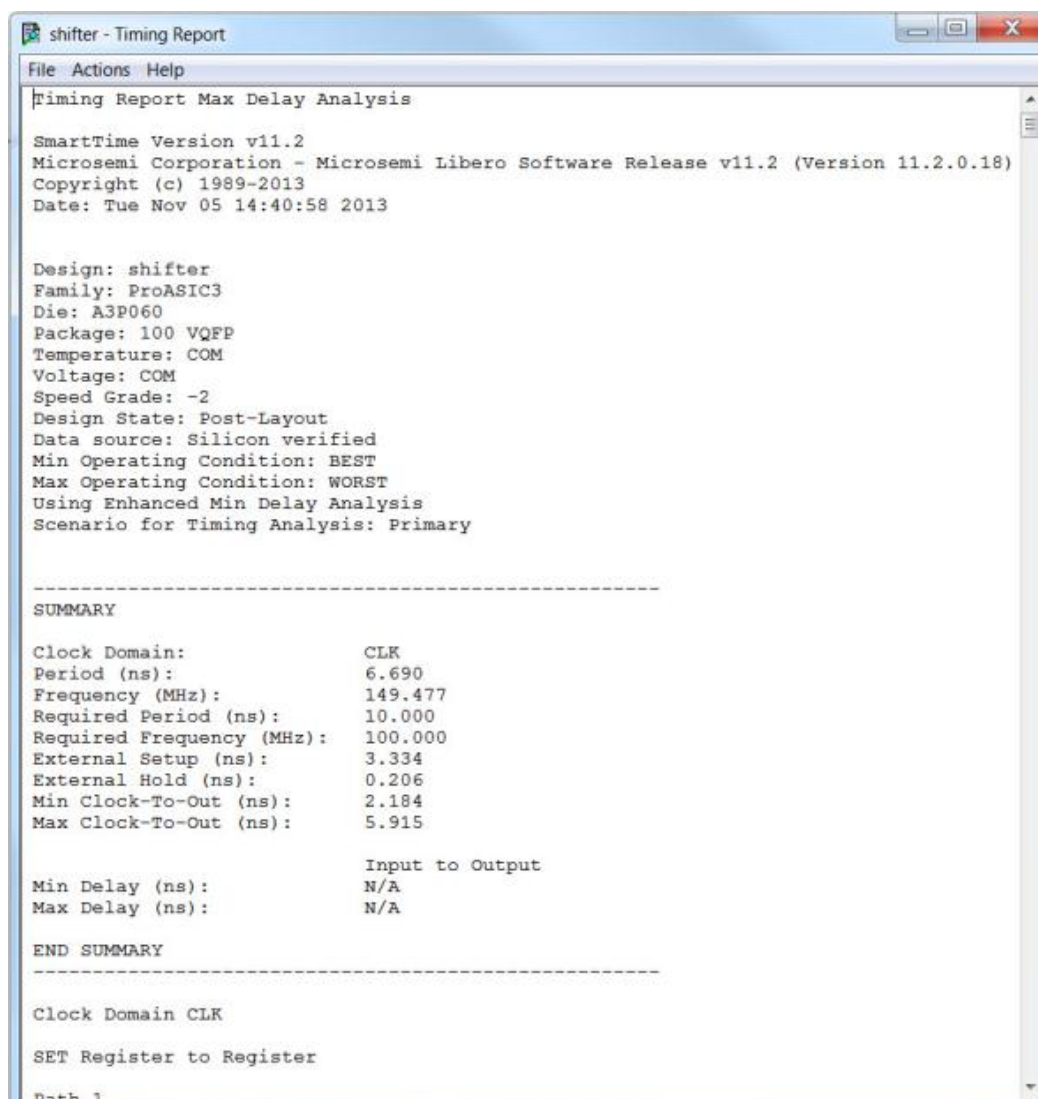 shifter - Timing Report
File Actions Help
Timing Report Max Delay Analysis
SmartTime Version v11.2
Microsemi Corporation - Microsemi Libero Software Release v11.2 (Version 11.2.0.18)
Copyright (c) 1989-2013
Date: Tue Nov 05 14:40:58 2013
Design: shifter
Family: ProASIC3
Die: A3P060
Package: 100 VQFP
Temperature: COM
Voltage: COM
Speed Grade: -2
Design State: Post-Layout
Data source: Silicon verified
Min Operating Condition: BEST
Max Operating Condition: WORST
Using Enhanced Min Delay Analysis
Scenario for Timing Analysis: Primary
-----------------------------------------------------
SUMMARY
Clock Domain: CLK
Period (ns): 6.690
Frequency (MHz): 149.477
Required Period (ns): 10.000
Required Frequency (MHz): 100.000
External Setup (ns): 3.334
External Hold (ns): 0.206
Min Clock-To-Out (ns): 2.184
Max Clock-To-Out (ns): 5.915
Input to Output
Min Delay (ns): N/A
Max Delay (ns): N/A
END SUMMARY
-----------------------------------------------------
Clock Domain CLK
SET Register to Register
Path 1